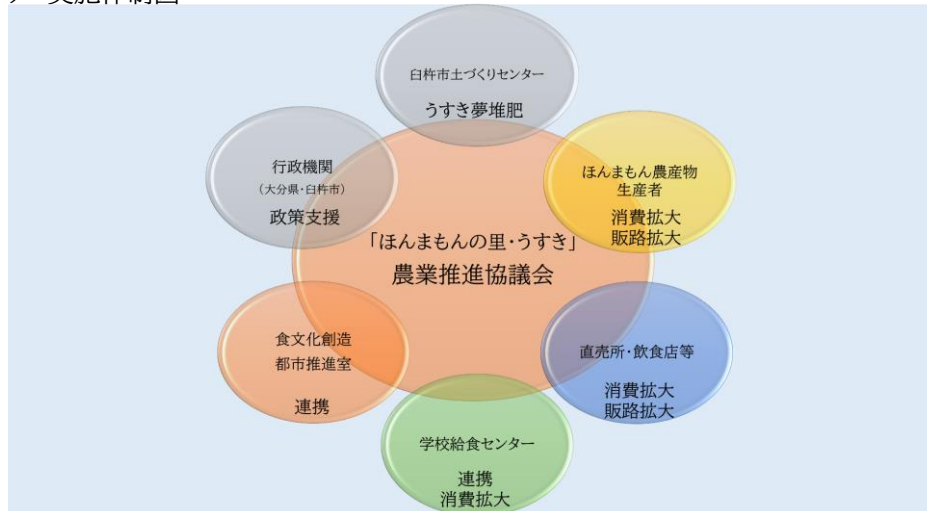 臼杵市土づくりセンター
うすき夢堆肥
行政機関
（大分県・臼杵市）
政策支援
ほんまもん農産物
生産者
消費拡大
販路拡大
「ほんまもんの里・うすき」
農業推進協議会
食文化創造
都市推進室
連携
直売所・飲食店等
消費拡大
販路拡大
学校給食センター
連携
消費拡大